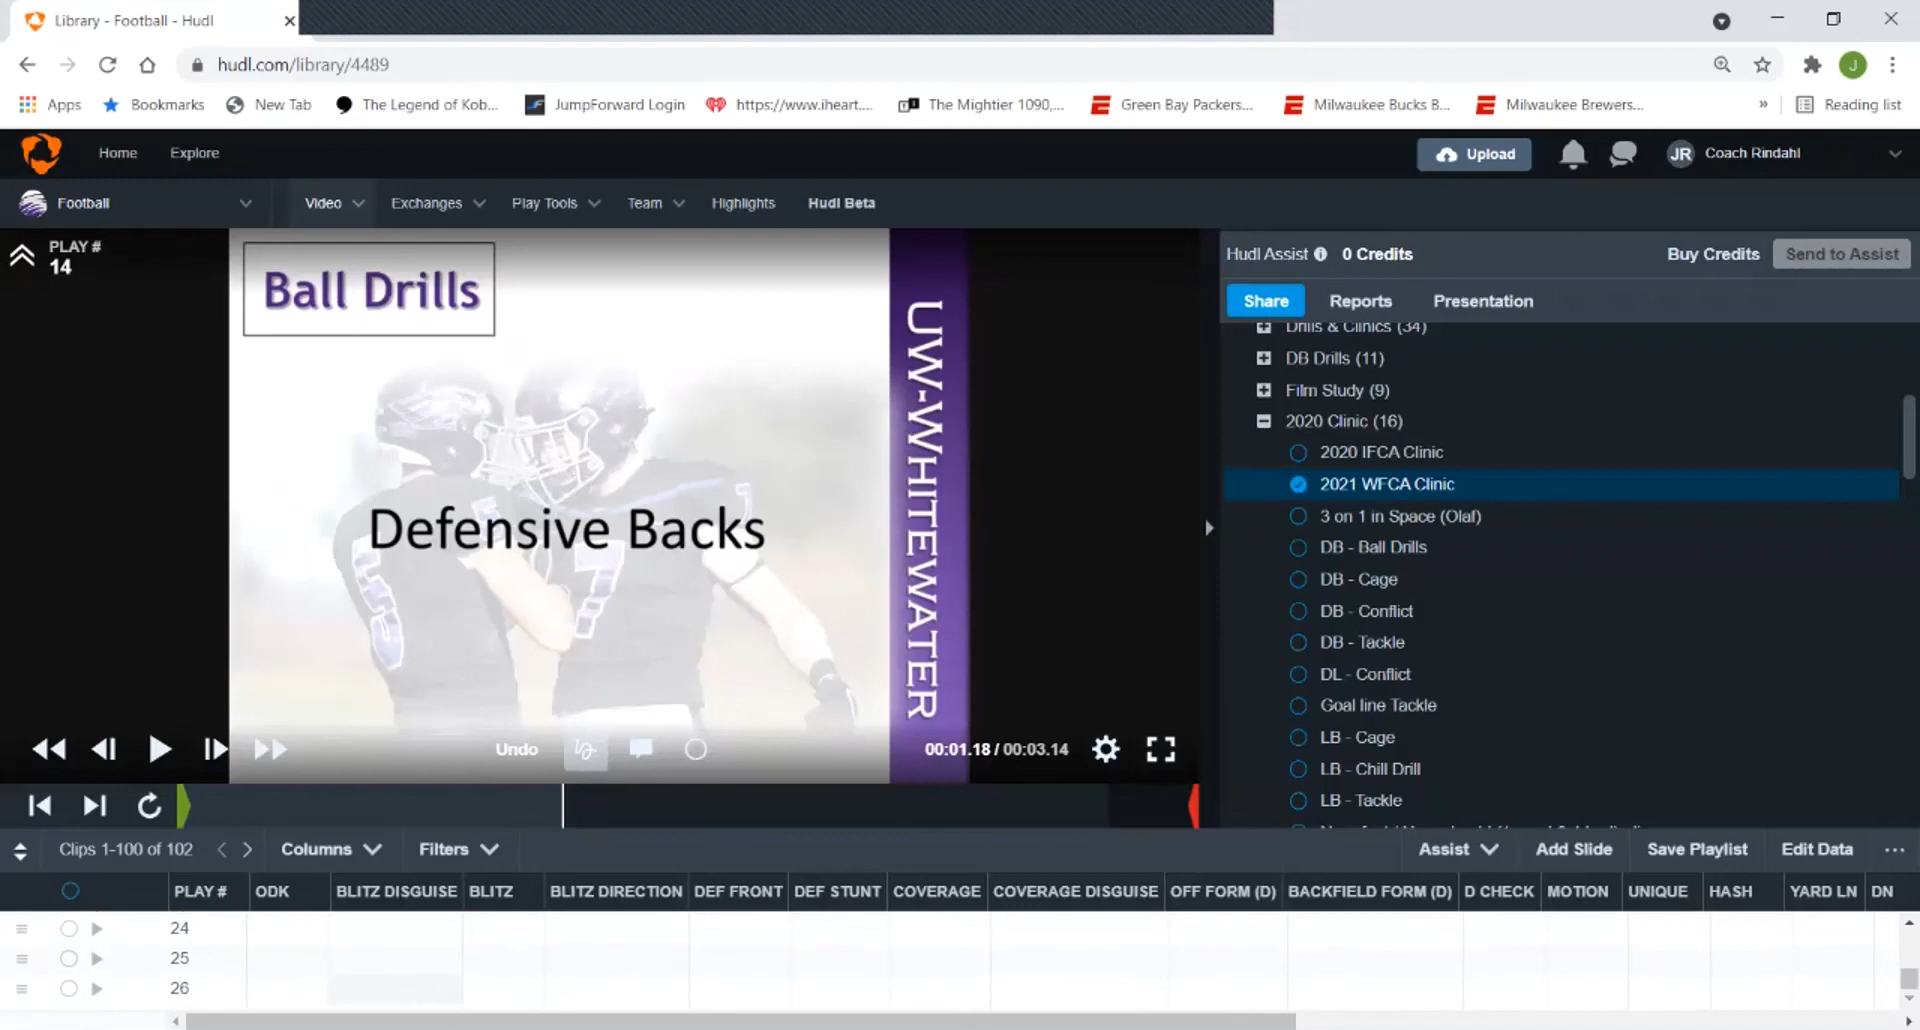 Library - Football - Hudl
hudl.com/library/4489
J
Apps
Bookmarks
New Tab
The Legend of Kob...
JumpForward Login
https://www.iheart....
The Mightier 1090,...
Green Bay Packers...
Milwaukee Bucks B...
Milwaukee Brewers...
»
Reading list
Home
Explore
Upload
JR
Coach Rindahl
Football
Video
Exchanges
Play Tools
Team
Highlights
Hudl Beta
PLAY #
14
Ball Drills
Defensive Backs
UW-WHITEWATER
5
7
Undo
00:01.18 / 00:03.14
Hudl Assist
0 Credits
Buy Credits
Send to Assist
Share
Reports
Presentation
Drills & Clinics (34)
DB Drills (11)
Film Study (9)
2020 Clinic (16)
2020 IFCA Clinic
2021 WFCA Clinic
3 on 1 in Space (Olaf)
DB - Ball Drills
DB - Cage
DB - Conflict
DB - Tackle
DL - Conflict
Goal line Tackle
LB - Cage
LB - Chill Drill
LB - Tackle
Clips 1-100 of 102
Columns
Filters
Assist
Add Slide
Save Playlist
Edit Data
PLAY # ODK BLITZ DISGUISE BLITZ BLITZ DIRECTION DEF FRONT DEF STUNT COVERAGE COVERAGE DISGUISE OFF FORM (D) BACKFIELD FORM (D) D CHECK MOTION UNIQUE HASH YARD LN DN
24
25
26